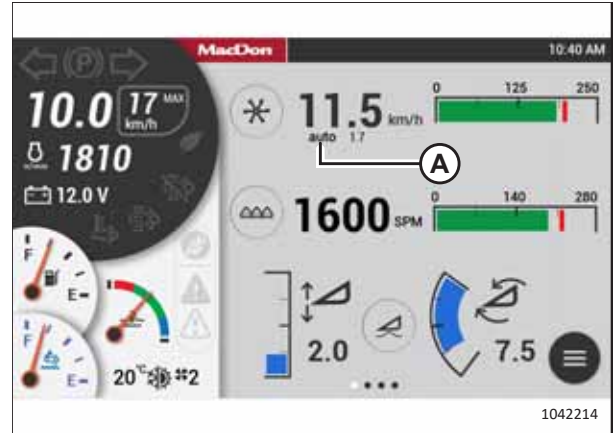 MacDon
10:40 AM
P
10.0 17 MAX
km/h
1810
12.0 V
F
E
F
E
20°C 2
11.5 km/h
auto 1.7
A
0 125 250
1600 SPM
0 140 280
2.0
7.5
1042214